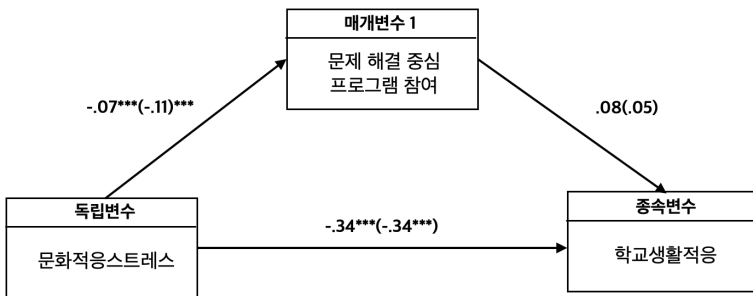 매개변수 1
문제 해결 중심
프로그램 참여
-.07***(-.11)***
.08(.05)
독립변수
문화적응스트레스
-.34***(-.34***)
종속변수
학교생활적응